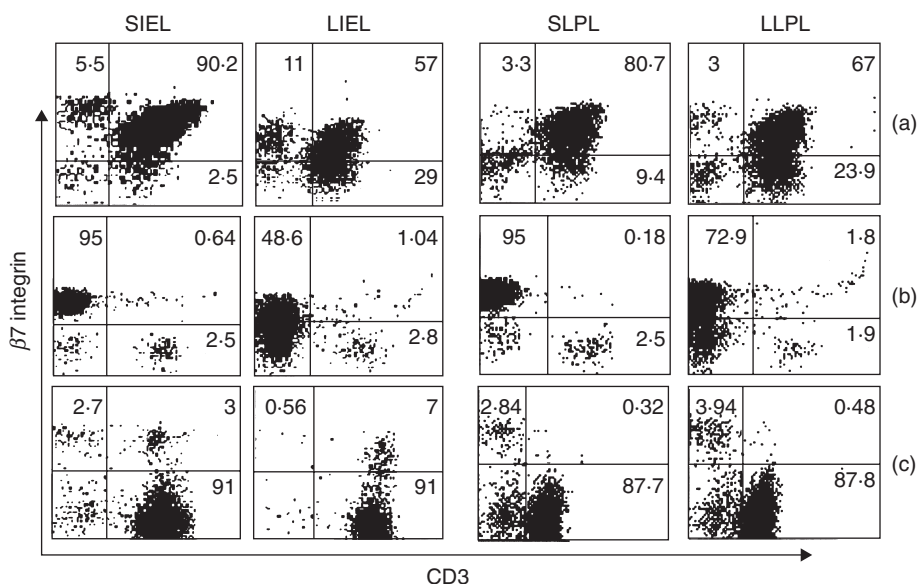 SIEL LIEL SLPL LLPL
5·5 90·2 11 57 3·3 80·7 3 67
(a)
2·5 29 9·4 23·9
95 0·64 48·6 1·04 95 0·18 72·9 1·8
(b)
2·5 2·8 2·5 1·9
2·7 3 0·56 7 2·84 0·32 3·94 0·48
(c)
91 91 87·7 87·8
β7 integrin
CD3